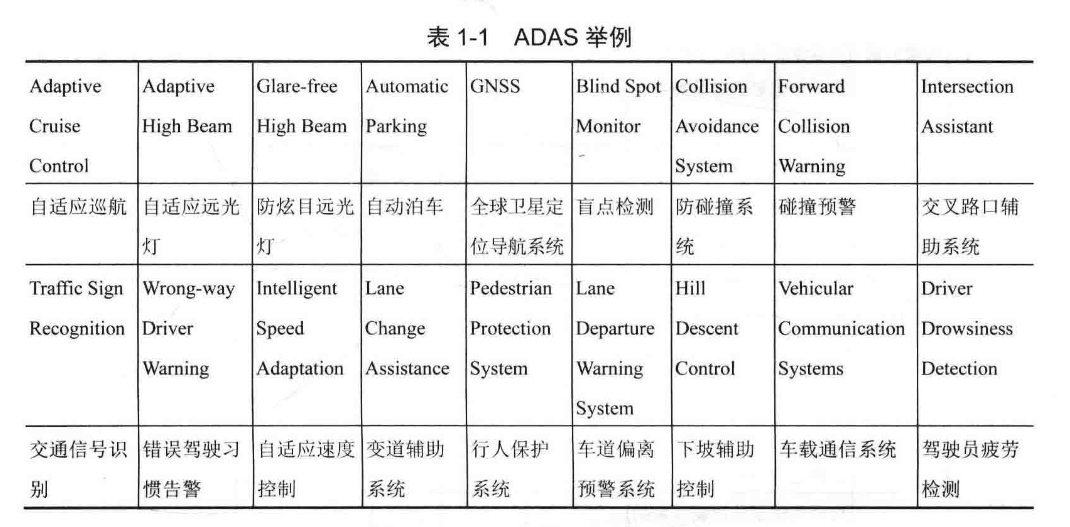 表 1-1 ADAS 举例
Adaptive Cruise Control
Adaptive High Beam
Glare-free High Beam
Automatic Parking
GNSS
Blind Spot Monitor
Collision Avoidance System
Forward Collision Warning
Intersection Assistant
自适应巡航
自适应远光灯
防炫目远光灯
自动泊车
全球卫星定位导航系统
盲点检测
防碰撞系统
碰撞预警
交叉路口辅助系统
Traffic Sign Recognition
Wrong-way Driver Warning
Intelligent Speed Adaptation
Lane Change Assistance
Pedestrian Protection System
Lane Departure Warning System
Hill Descent Control
Vehicular Communication Systems
Driver Drowsiness Detection
交通信号识别
错误驾驶习惯告警
自适应速度控制
变道辅助系统
行人保护系统
车道偏离预警系统
下坡辅助控制
车载通信系统
驾驶员疲劳检测